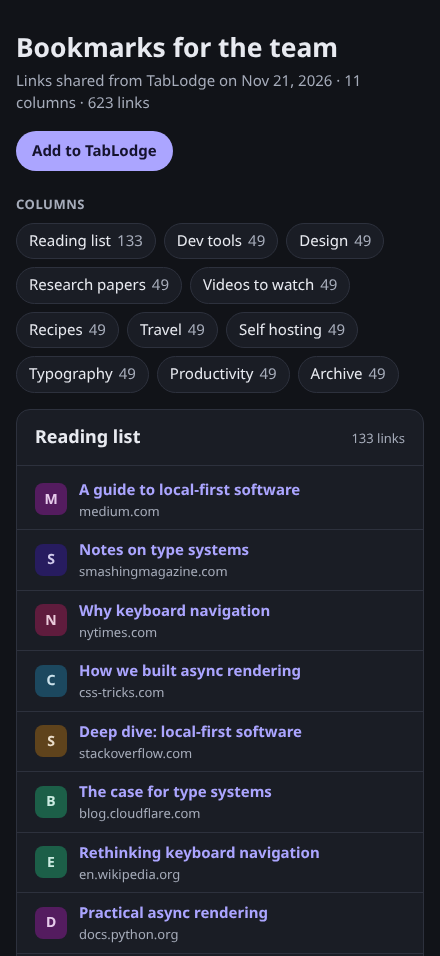 Bookmarks for the team
Links shared from TabLodge on Nov 21, 2026 · 11
columns · 623 links
Add to TabLodge
COLUMNS
Reading list 133 Dev tools 49 Design 49
Research papers 49 Videos to watch 49
Recipes 49 Travel 49 Self hosting 49
Typography 49 Productivity 49 Archive 49
Reading list 133 links
M A guide to local-first software
medium.com
S Notes on type systems
smashingmagazine.com
N Why keyboard navigation
nytimes.com
C How we built async rendering
css-tricks.com
S Deep dive: local-first software
stackoverflow.com
B The case for type systems
blog.cloudflare.com
E Rethinking keyboard navigation
en.wikipedia.org
D Practical async rendering
docs.python.org